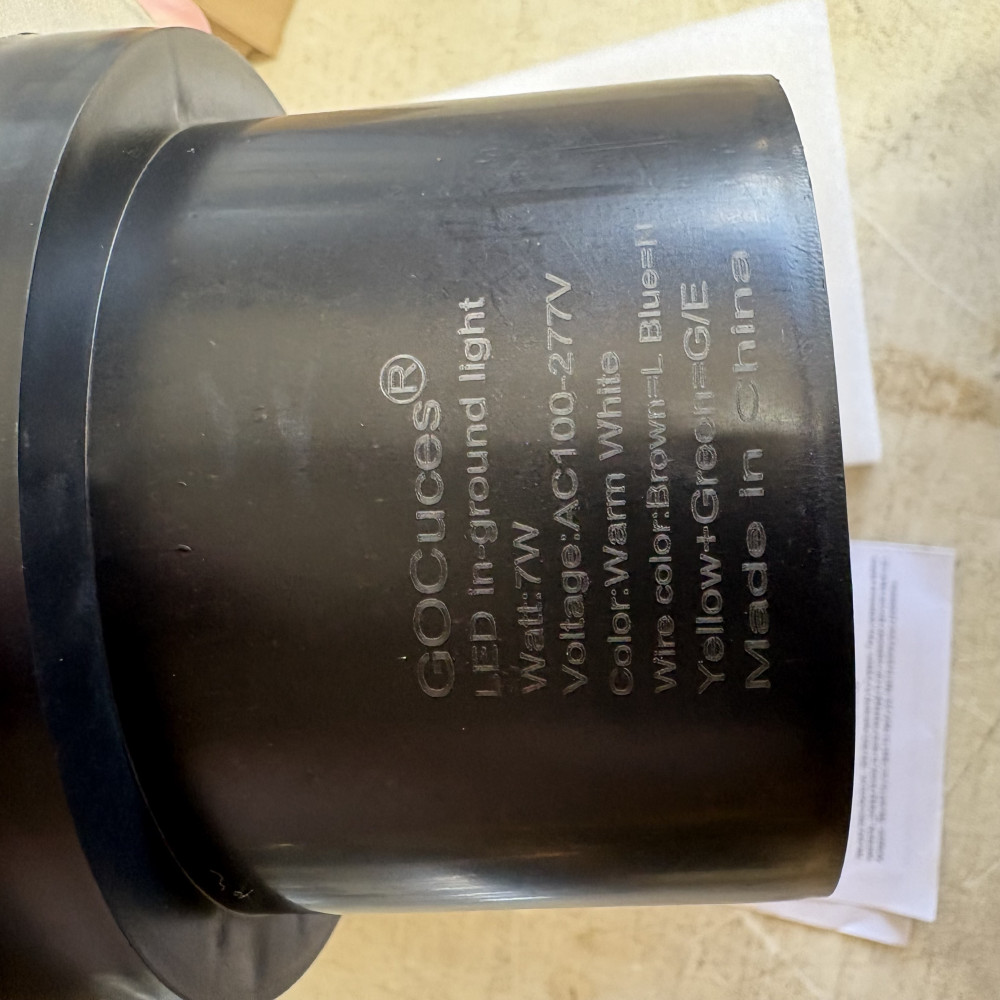 GOCuces®
LED in-ground light
Watt:7W
Voltage:AC100-277V
Color:Warm White
Wire color:Brown=L Blue=N
Yellow+Green=G/E
Made in China